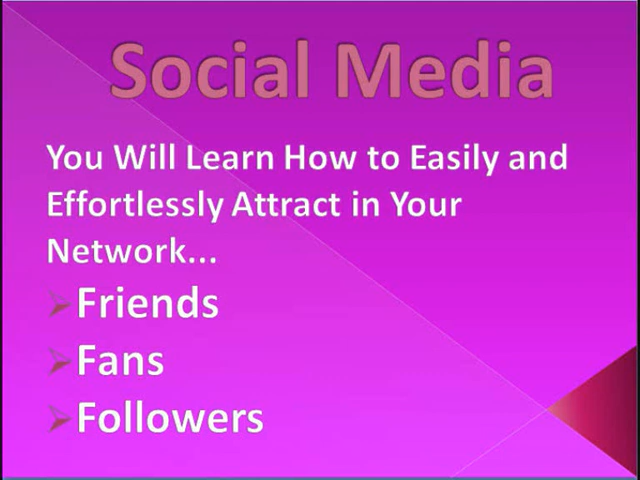 Social Media
You Will Learn How to Easily and
Effortlessly Attract in Your
Network...
Friends
Fans
Followers